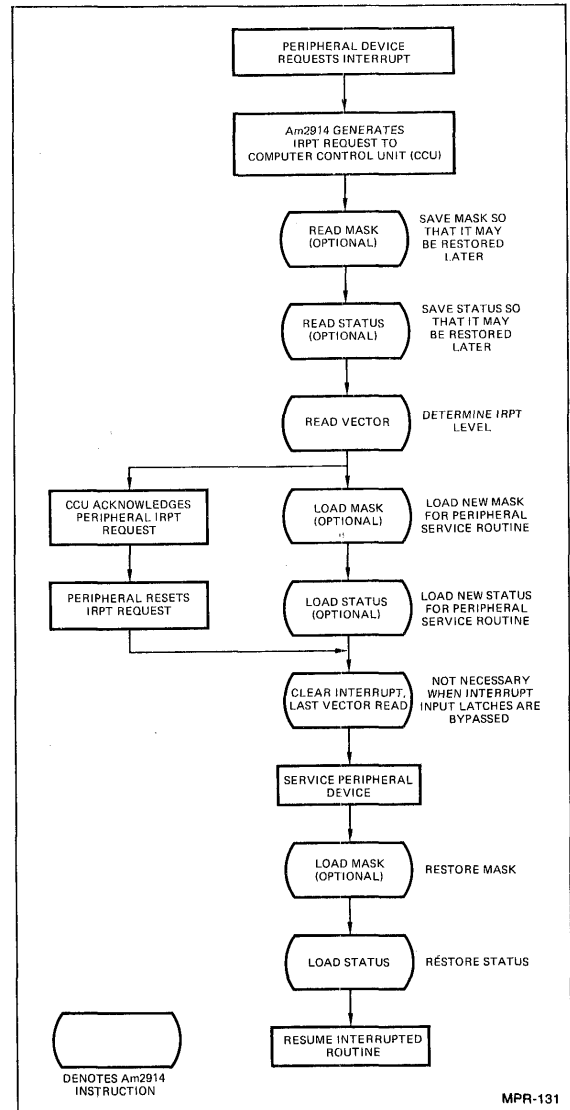 PERIPHERAL DEVICE
REQUESTS INTERRUPT
Am2914 GENERATES
IRPT REQUEST TO
COMPUTER CONTROL UNIT (CCU)
READ MASK
(OPTIONAL)
SAVE MASK SO
THAT IT MAY
BE RESTORED
LATER
READ STATUS
(OPTIONAL)
SAVE STATUS SO
THAT IT MAY
BE RESTORED
LATER
READ VECTOR
DETERMINE IRPT
LEVEL
CCU ACKNOWLEDGES
PERIPHERAL IRPT
REQUEST
LOAD MASK
(OPTIONAL)
LOAD NEW MASK
FOR PERIPHERAL
SERVICE ROUTINE
PERIPHERAL RESETS
IRPT REQUEST
LOAD STATUS
(OPTIONAL)
LOAD NEW STATUS
FOR PERIPHERAL
SERVICE ROUTINE
CLEAR INTERRUPT,
LAST VECTOR READ
NOT NECESSARY
WHEN INTERRUPT
INPUT LATCHES ARE
BYPASSED
SERVICE PERIPHERAL
DEVICE
LOAD MASK
(OPTIONAL)
RESTORE MASK
LOAD STATUS
RESTORE STATUS
RESUME INTERRUPTED
ROUTINE
DENOTES Am2914
INSTRUCTION
MPR-131